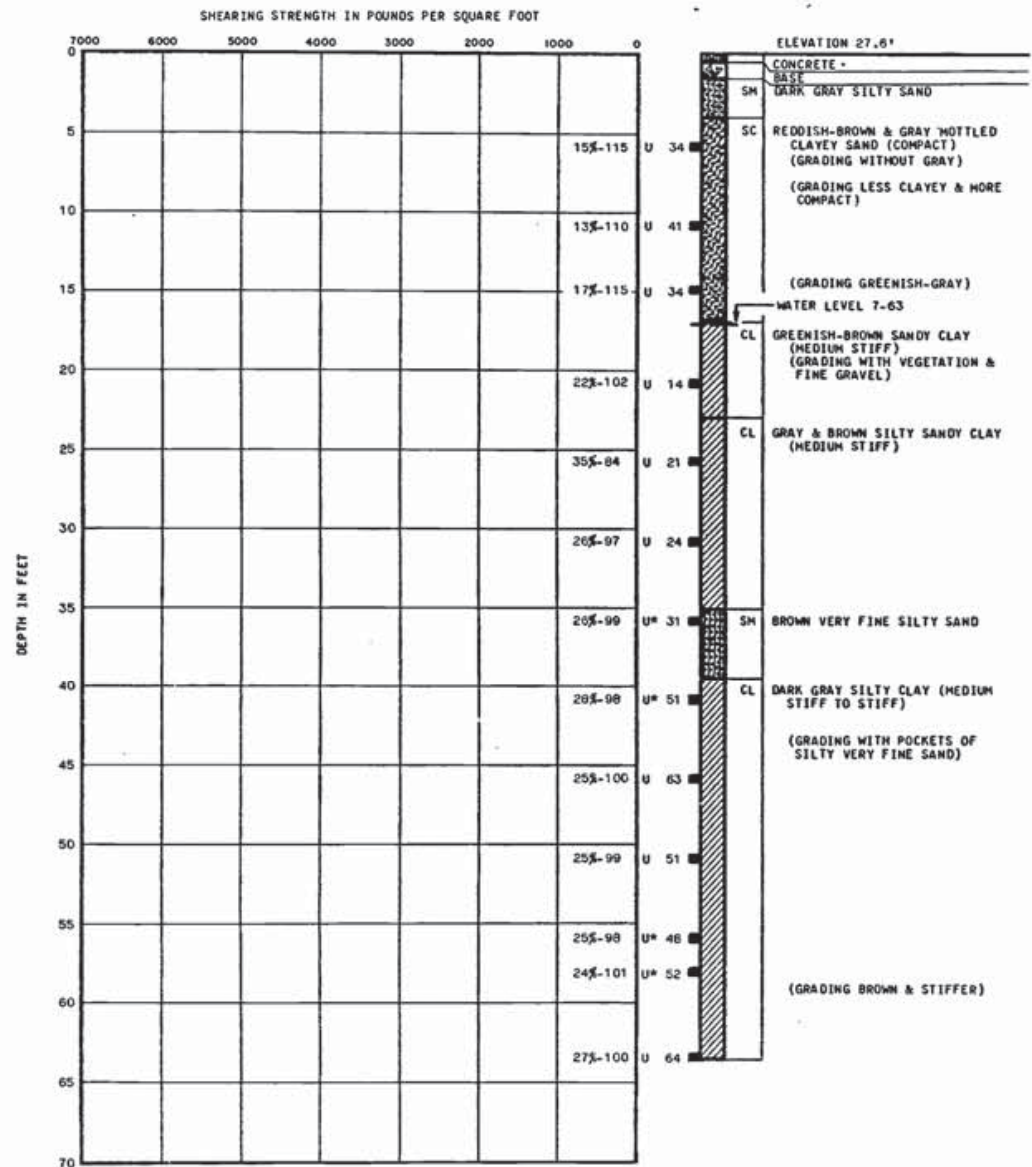 SHEARING STRENGTH IN POUNDS PER SQUARE FOOT
7000 6000 5000 4000 3000 2000 1000 0
ELEVATION 27.6'
0
CONCRETE
BASE
SM DARK GRAY SILTY SAND
5
SC REDDISH-BROWN & GRAY MOTTLED
CLAYEY SAND (COMPACT)
15%-115 U 34
(GRADING WITHOUT GRAY)
(GRADING LESS CLAYEY & MORE
COMPACT)
10
13%-110 U 41
(GRADING GREENISH-GRAY)
15
17%-115 U 34
WATER LEVEL 7-63
CL GREENISH-BROWN SANDY CLAY
(MEDIUM STIFF)
(GRADING WITH VEGETATION &
FINE GRAVEL)
20
22%-102 U 14
CL GRAY & BROWN SILTY SANDY CLAY
(MEDIUM STIFF)
25
35%-84 U 21
30
26%-97 U 24
DEPTH IN FEET
35
26%-99 U* 31
SM BROWN VERY FINE SILTY SAND
40
CL DARK GRAY SILTY CLAY (MEDIUM
STIFF TO STIFF)
U* 51
(GRADING WITH POCKETS OF
SILTY VERY FINE SAND)
45
25%-100 U 63
50
25%-99 U 51
55
25%-98 U*
24%-101 U* 52
(GRADING BROWN & STIFFER)
60
27%-100 U 64
65
70